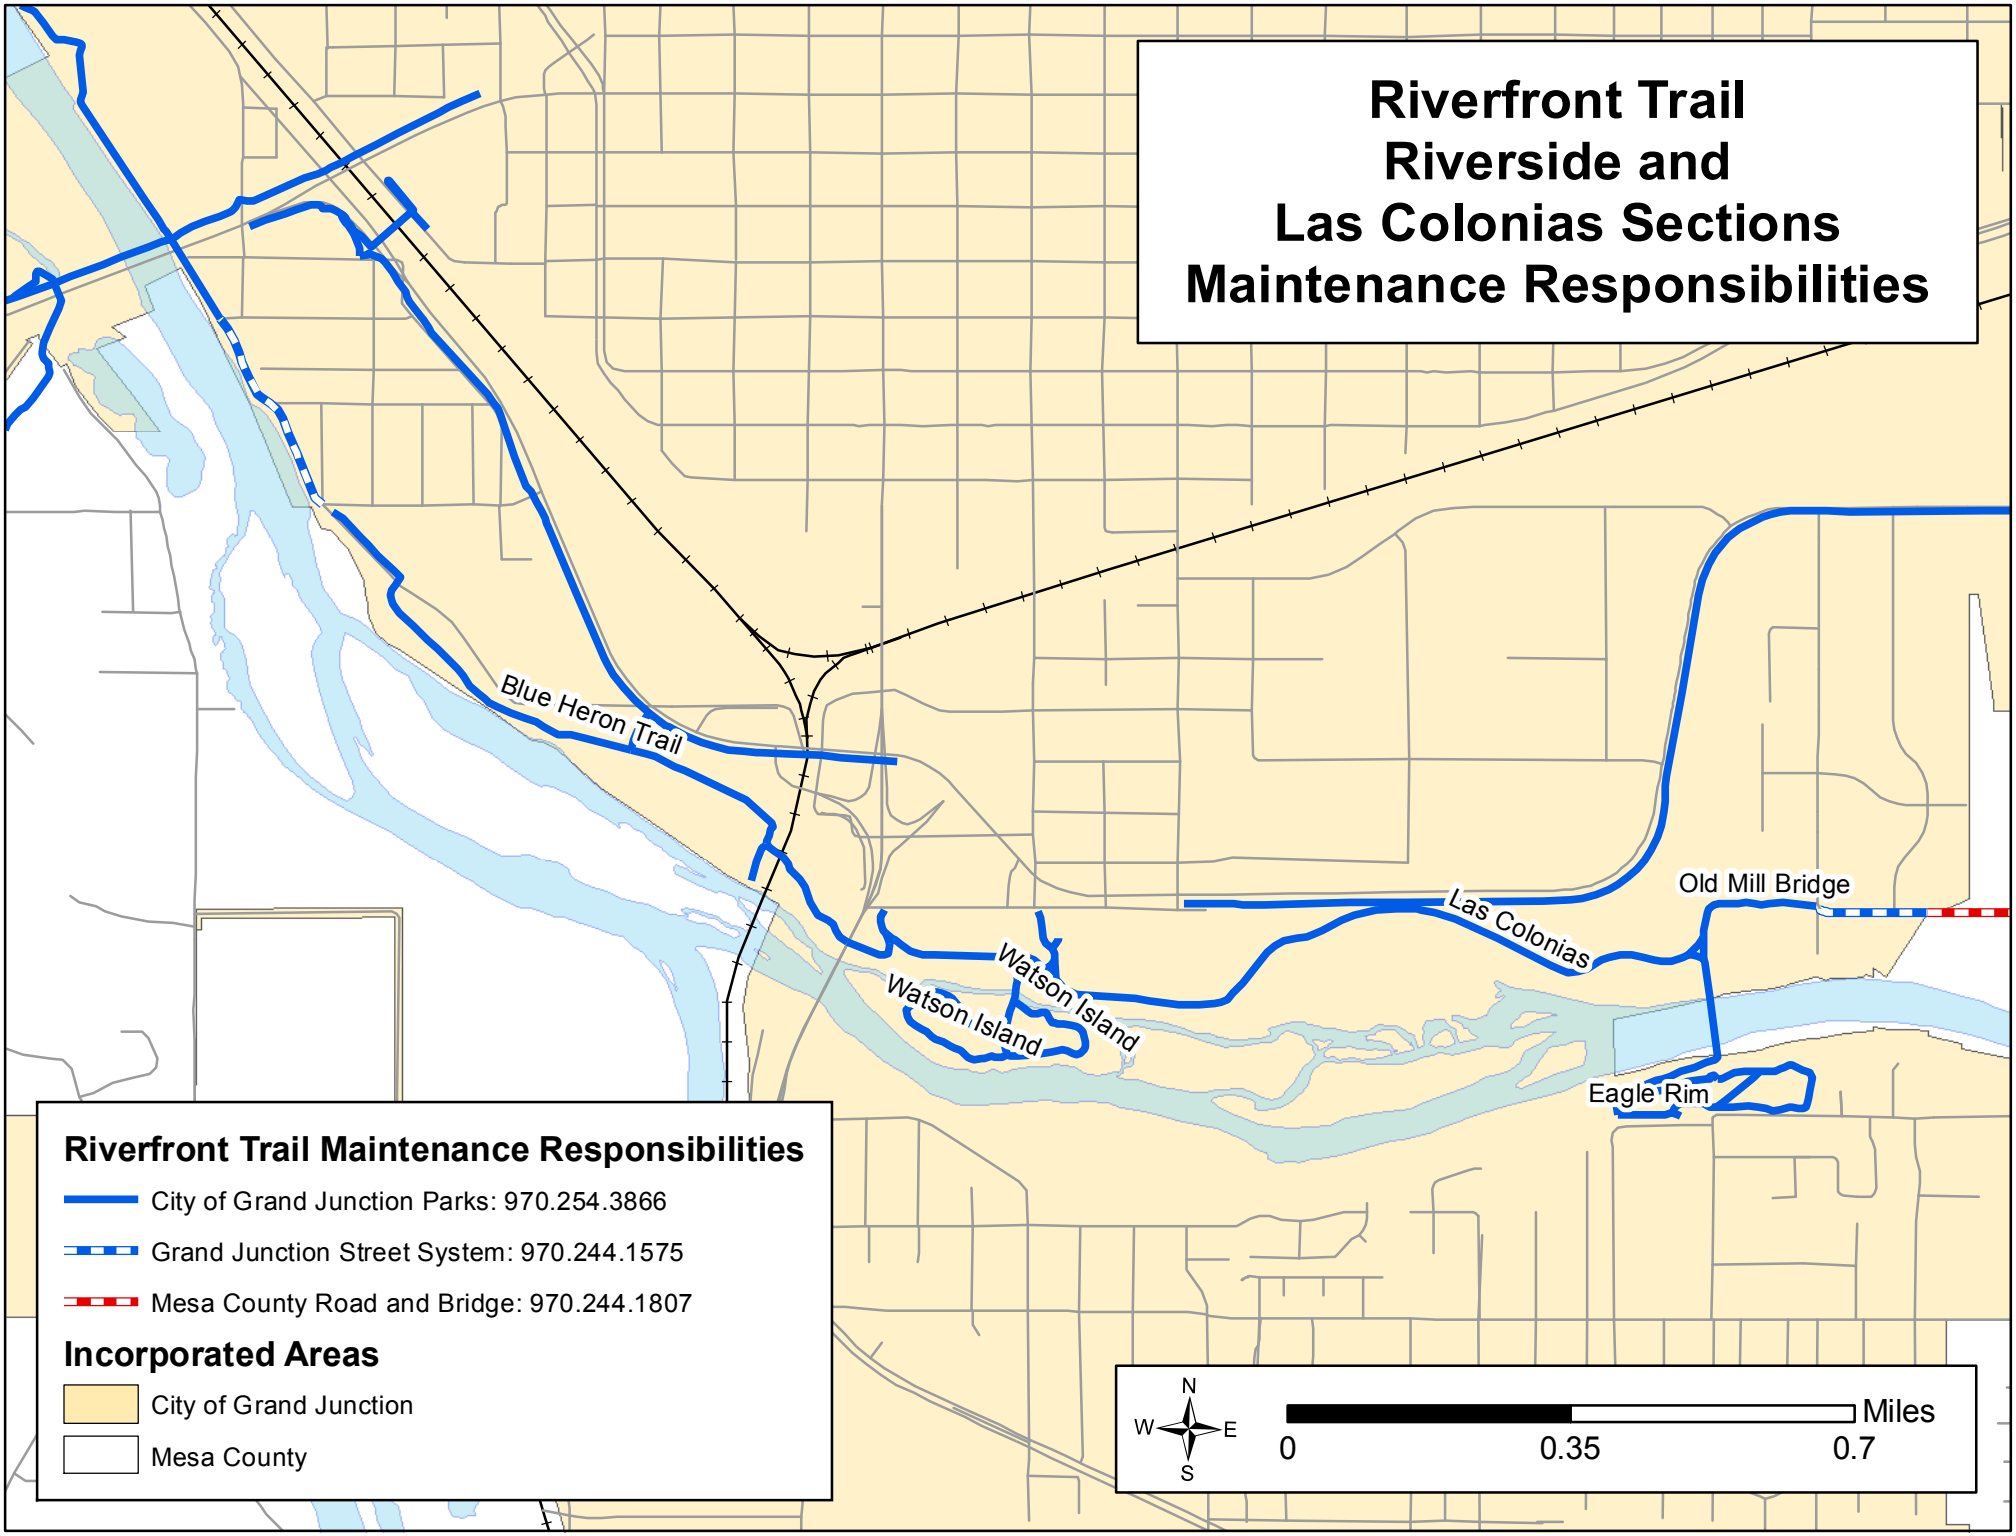 Riverfront Trail
Riverside and
Las Colonias Sections
Maintenance Responsibilities
Blue Heron Trail
Old Mill Bridge
Las Colonias
Watson Island
Watson Island
Eagle Rim
Riverfront Trail Maintenance Responsibilities
City of Grand Junction Parks: 970.254.3866
Grand Junction Street System: 970.244.1575
Mesa County Road and Bridge: 970.244.1807
Incorporated Areas
City of Grand Junction
Mesa County
N
W E
S
Miles
0 0.35 0.7